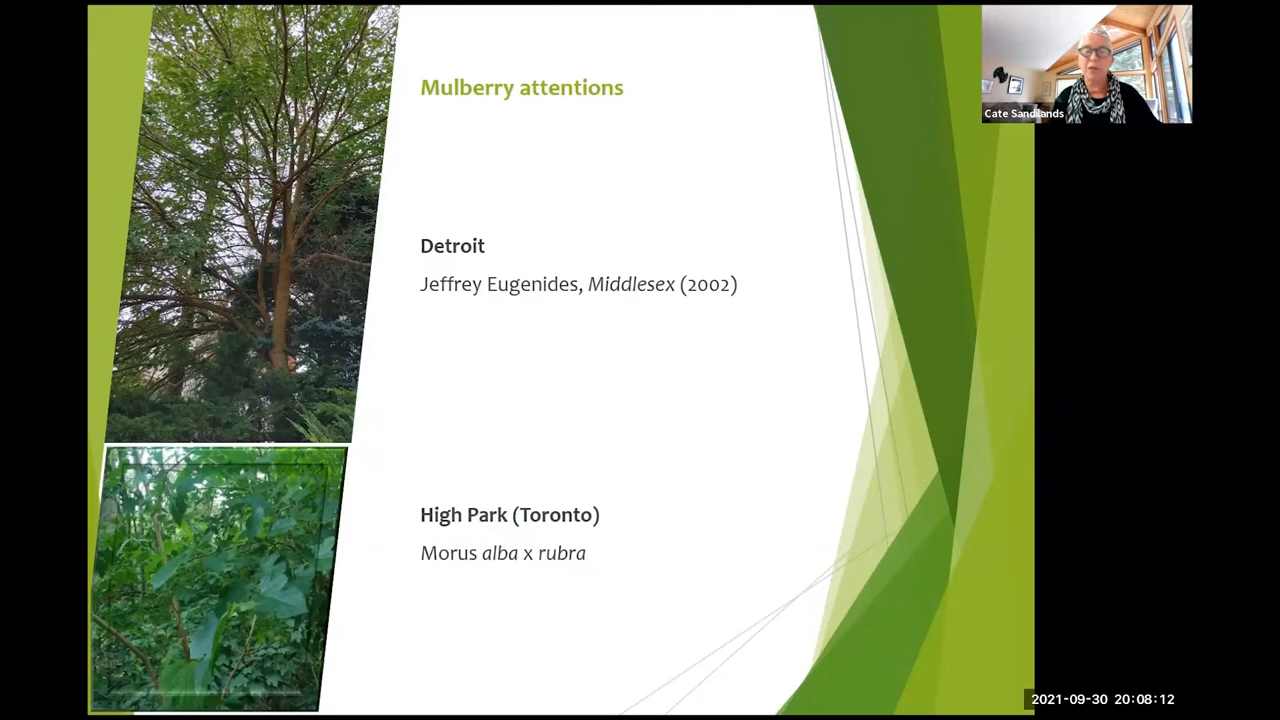 Mulberry attentions
Cate Sandilands
Detroit
Jeffrey Eugenides, Middlesex (2002)
High Park (Toronto)
Morus alba x rubra
2021-09-30 20:08:12